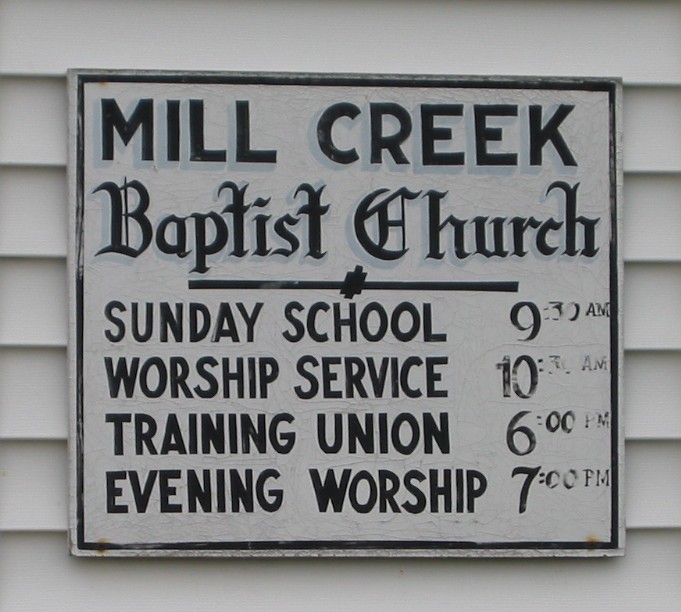 MILL CREEK
Baptist Church
SUNDAY SCHOOL 9:30 AM
WORSHIP SERVICE 10:30 AM
TRAINING UNION 6:00 PM
EVENING WORSHIP 7:00 PM